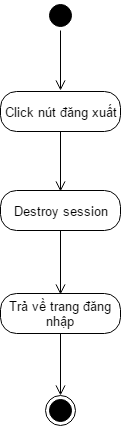 Click nút đăng xuất
Destroy session
Trả về trang đăng
nhập